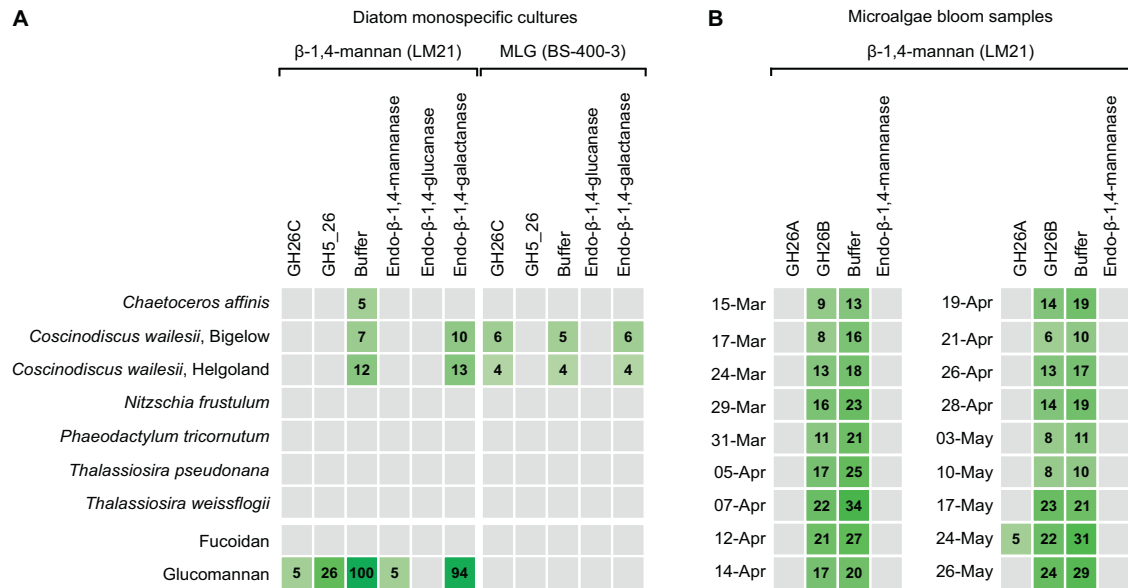 A
Diatom monospecific cultures
β-1,4-mannan (LM21)
MLG (BS-400-3)
GH26C
GH5_26
Buffer
Endo-β-1,4-mannanase
Endo-β-1,4-glucanase
Endo-β-1,4-galactanase
GH26C
GH5_26
Buffer
Endo-β-1,4-glucanase
Endo-β-1,4-galactanase
Chaetoceros affinis 5
Coscinodiscus wailesii, Bigelow 7 10 6 5 6
Coscinodiscus wailesii, Helgoland 12 13 4 4 4
Nitzschia frustulum
Phaeodactylum tricornutum
Thalassiosira pseudonana
Thalassiosira weissflogii
Fucoidan
Glucomannan 5 26 100 5 94
B
Microalgae bloom samples
β-1,4-mannan (LM21)
GH26A
GH26B
Buffer
Endo-β-1,4-mannanase
15-Mar 9 13
17-Mar 8 16
24-Mar 13 18
29-Mar 16 23
31-Mar 11 21
05-Apr 17 25
07-Apr 22 34
12-Apr 21 27
14-Apr 17 20
GH26A
GH26B
Buffer
Endo-β-1,4-mannanase
19-Apr 14 19
21-Apr 6 10
26-Apr 13 17
28-Apr 14 19
03-May 8 11
10-May 8 10
17-May 23 21
24-May 5 22 31
26-May 24 29